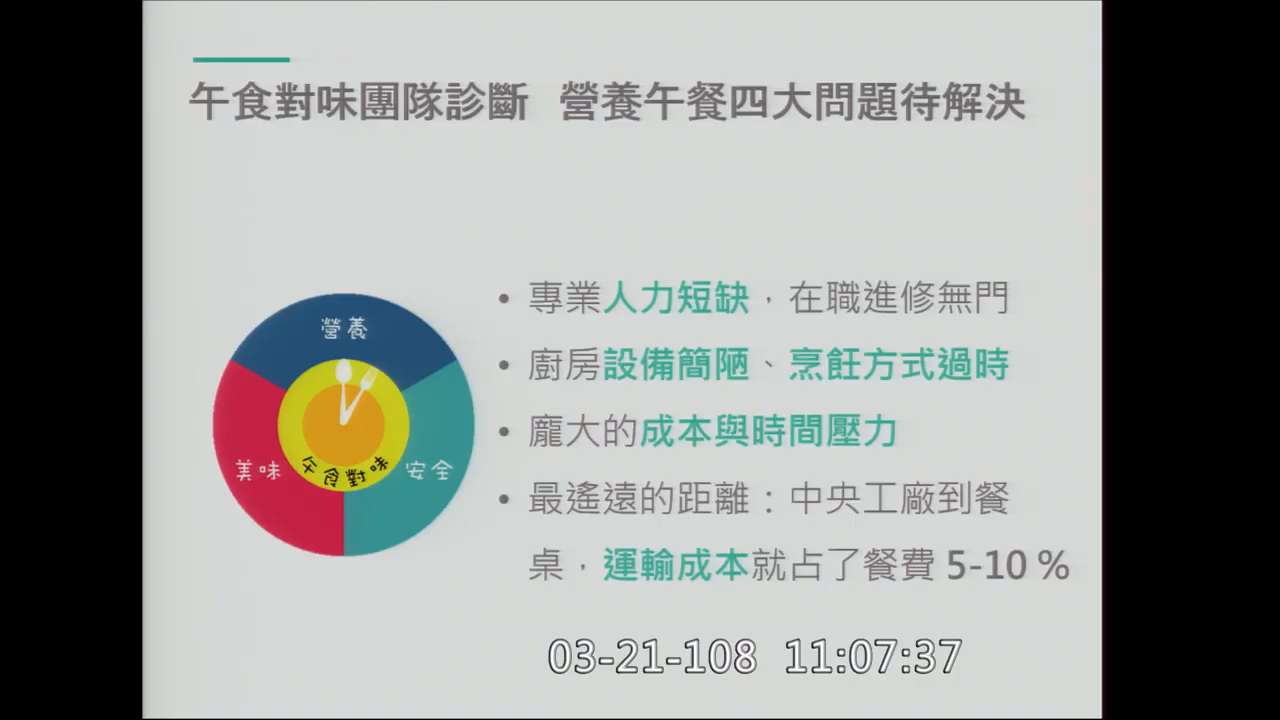 午食對味團隊診斷 營養午餐四大問題待解決
營養
美味
安全
午食對味
• 專業人力短缺，在職進修無門
• 廚房設備簡陋、烹飪方式過時
• 龐大的成本與時間壓力
• 最遙遠的距離：中央工廠到餐
桌，運輸成本就占了餐費 5-10 %
03-21-108 11:07:37